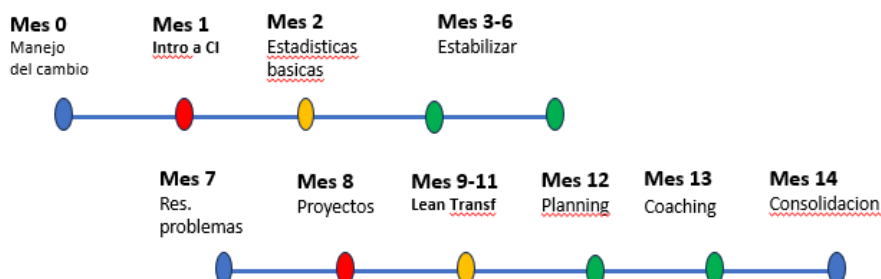 Mes 0
Manejo
del cambio
Mes 1
Intro a CI
Mes 2
Estadisticas
basicas
Mes 3-6
Estabilizar
Mes 7
Res.
problemas
Mes 8
Proyectos
Mes 9-11
Lean Transf
Mes 12
Planning
Mes 13
Coaching
Mes 14
Consolidacion